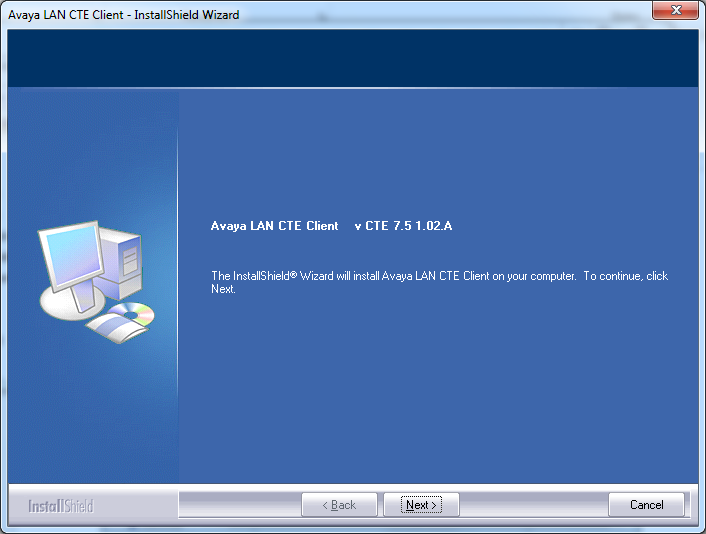 Avaya LAN CTE Client - InstallShield Wizard
Avaya LAN CTE Client v CTE 7.5 1.02.A
The InstallShield® Wizard will install Avaya LAN CTE Client on your computer. To continue, click
Next.
InstallShield
< Back
Next >
Cancel